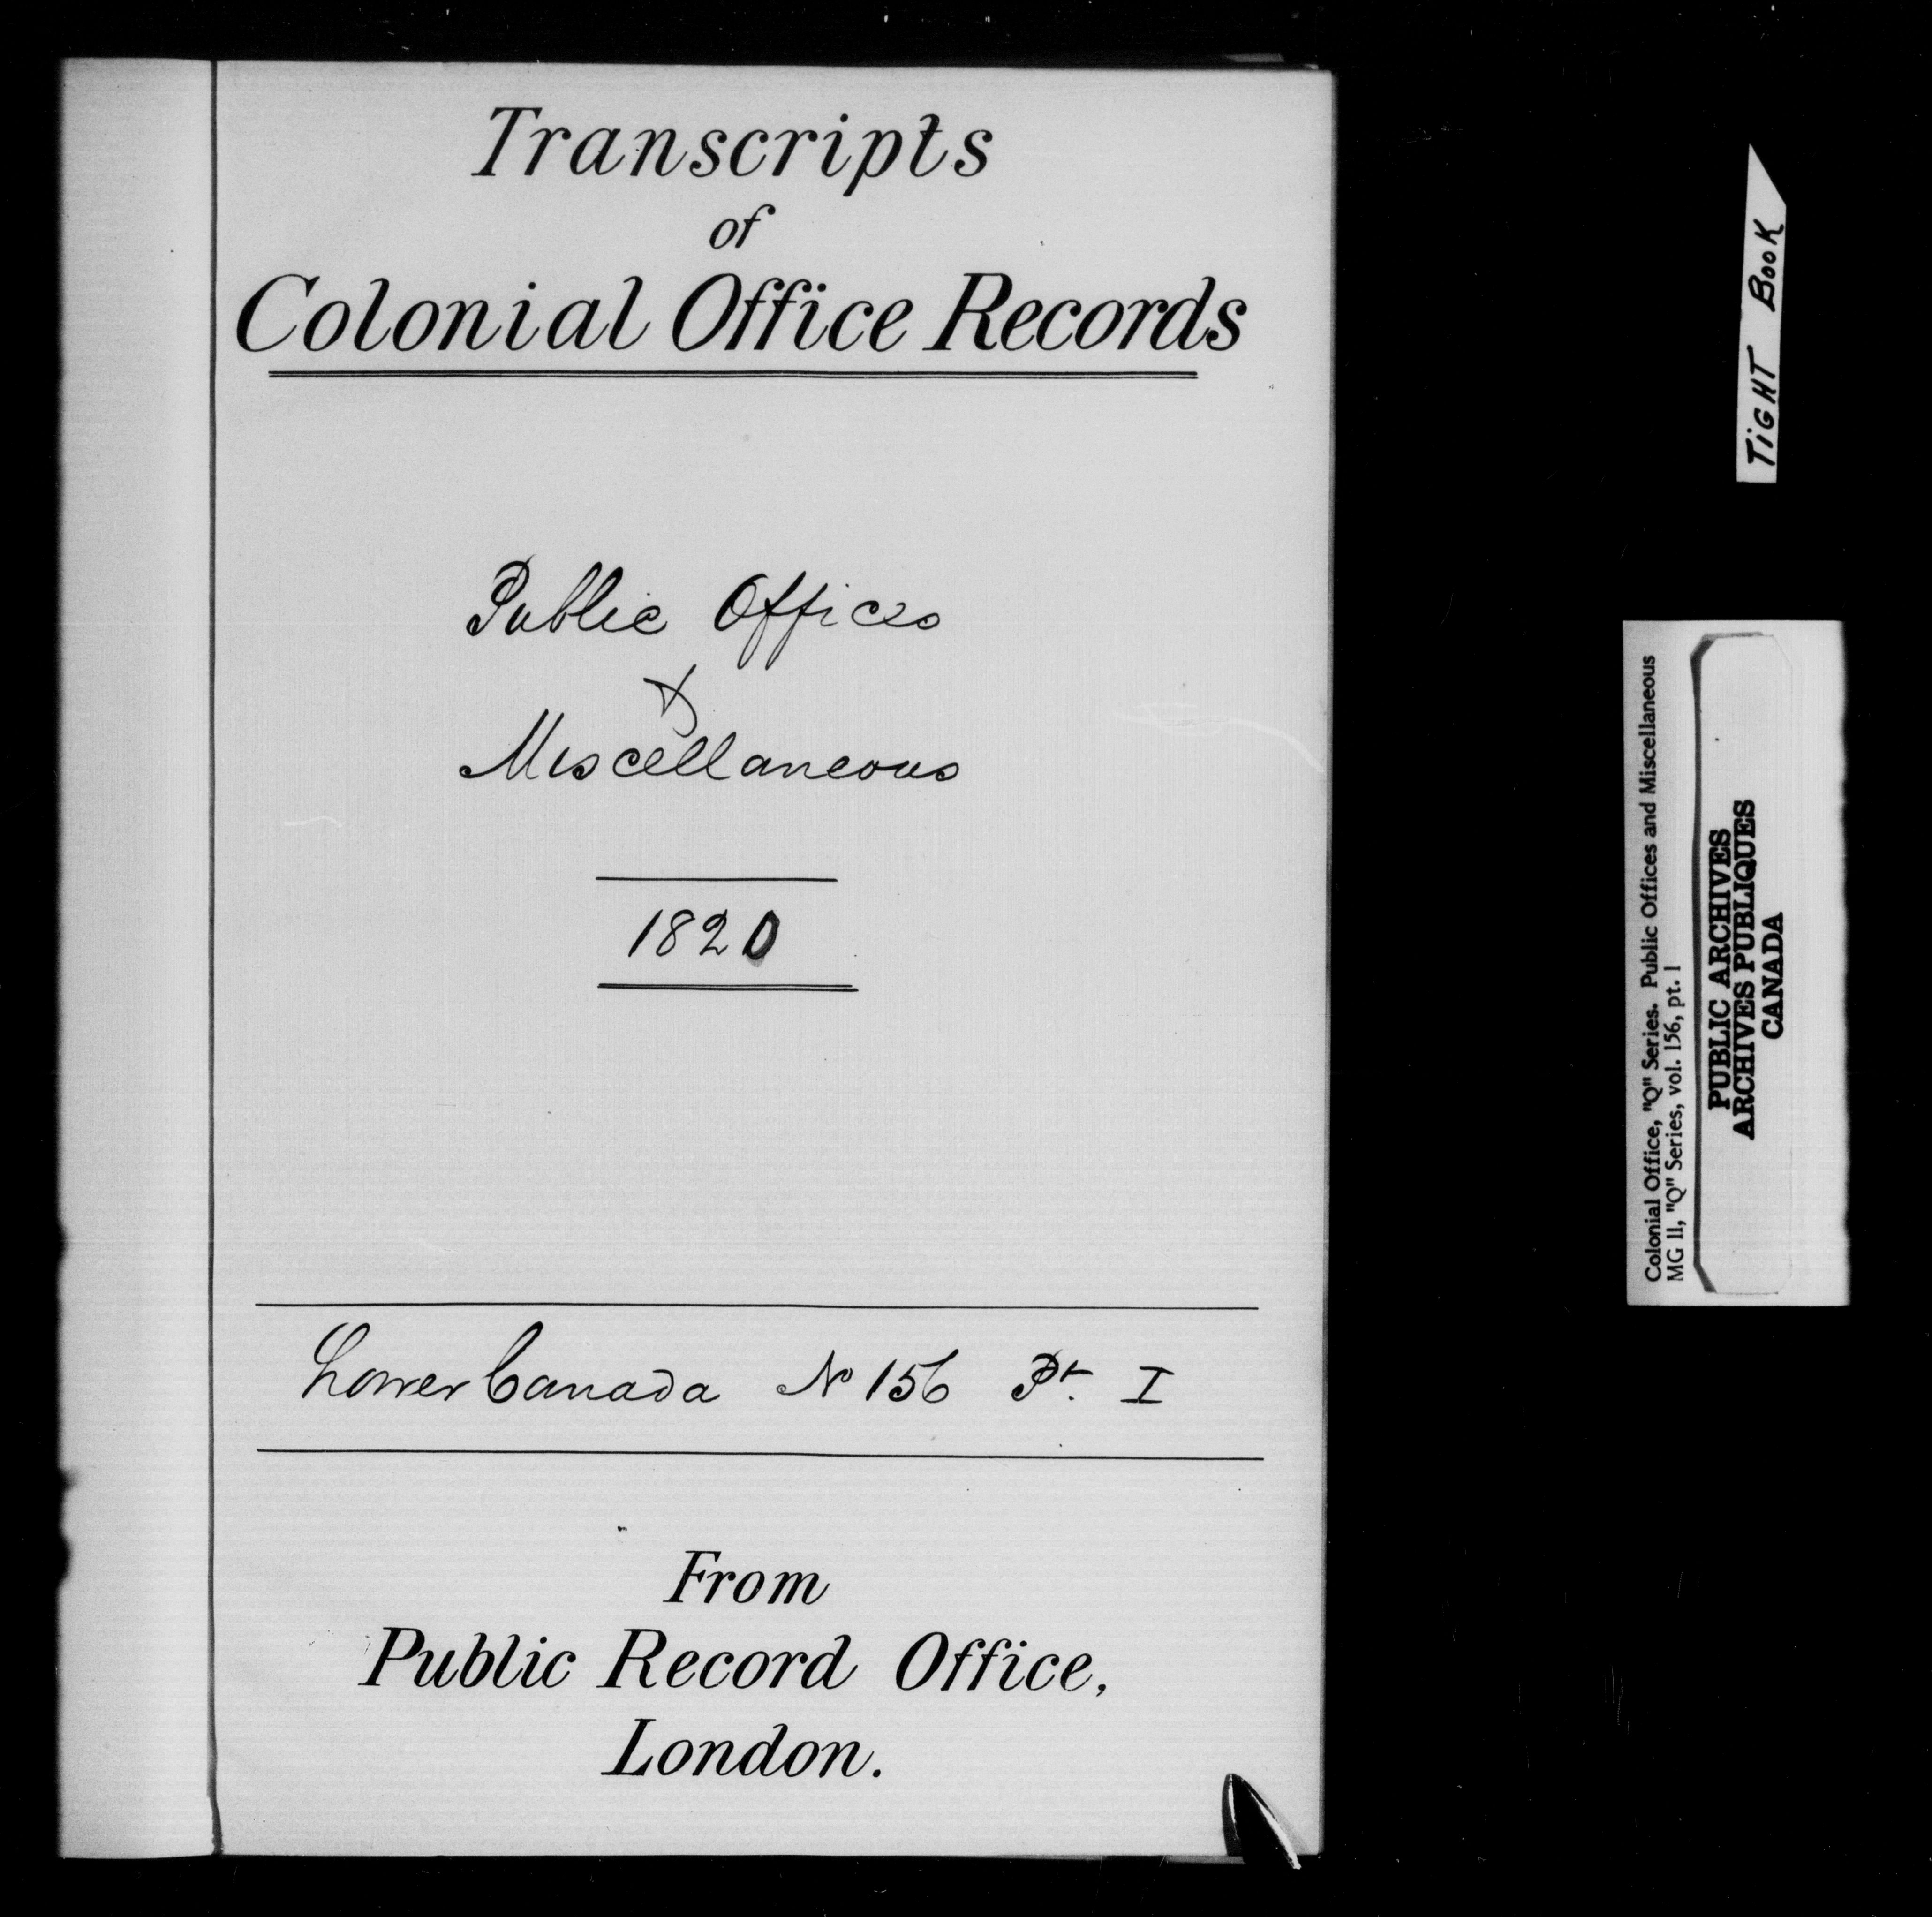 Transcripts
of
Colonial Office Records
Public Offices
&
Miscellaneous
1820
Lower Canada No 156 Pt. I
From
Public Record Office,
London.
TIGHT BOOK
Colonial Office, "Q" Series. Public Offices and Miscellaneous
MG 11, "Q" Series, vol. 156, pt. 1
PUBLIC ARCHIVES
ARCHIVES PUBLIQUES
CANADA